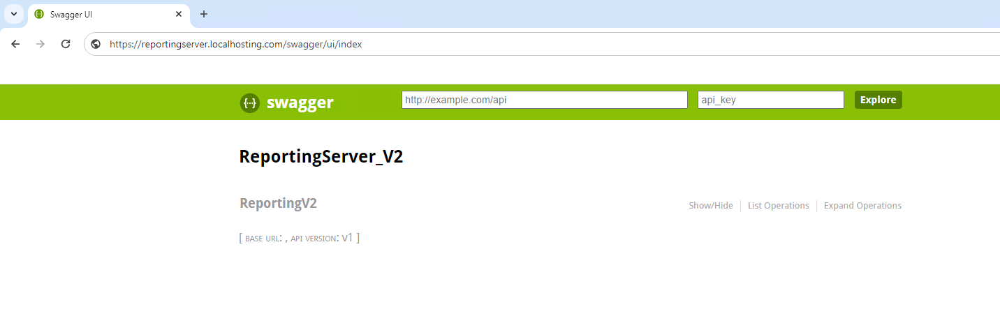 Swagger UI
https://reportingserver.localhosting.com/swagger/ui/index
{··} swagger http://example.com/api api_key Explore
ReportingServer_V2
ReportingV2 Show/Hide List Operations Expand Operations
[ BASE URL: , API VERSION: v1 ]